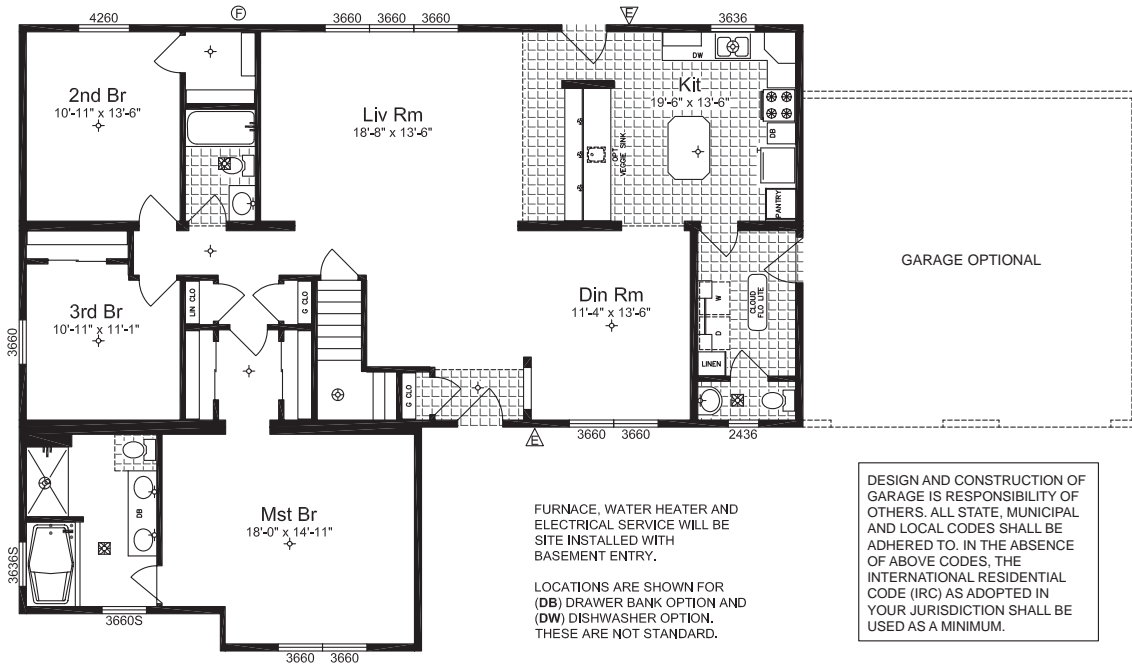 4260
F
3660 3660 3660
E
3636
2nd Br
10'-11" x 13'-6"
Liv Rm
18'-8" x 13'-6"
DW
Kit
19'-6" x 13'-6"
OPT
VEGGIE SINK
DB
PANTRY
GARAGE OPTIONAL
3rd Br
10'-11" x 11'-1"
3660
LIN CLO
G CLO
Din Rm
11'-4" x 13'-6"
W
D
CLOUD
FLO LITE
LINEN
G CLO
E
3660 3660
2436
Mst Br
18'-0" x 14'-11"
DB
3636S
3660S
3660 3660
FURNACE, WATER HEATER AND
ELECTRICAL SERVICE WILL BE
SITE INSTALLED WITH
BASEMENT ENTRY.
LOCATIONS ARE SHOWN FOR
(DB) DRAWER BANK OPTION AND
(DW) DISHWASHER OPTION.
THESE ARE NOT STANDARD.
DESIGN AND CONSTRUCTION OF
GARAGE IS RESPONSIBILITY OF
OTHERS. ALL STATE, MUNICIPAL
AND LOCAL CODES SHALL BE
ADHERED TO. IN THE ABSENCE
OF ABOVE CODES, THE
INTERNATIONAL RESIDENTIAL
CODE (IRC) AS ADOPTED IN
YOUR JURISDICTION SHALL BE
USED AS A MINIMUM.